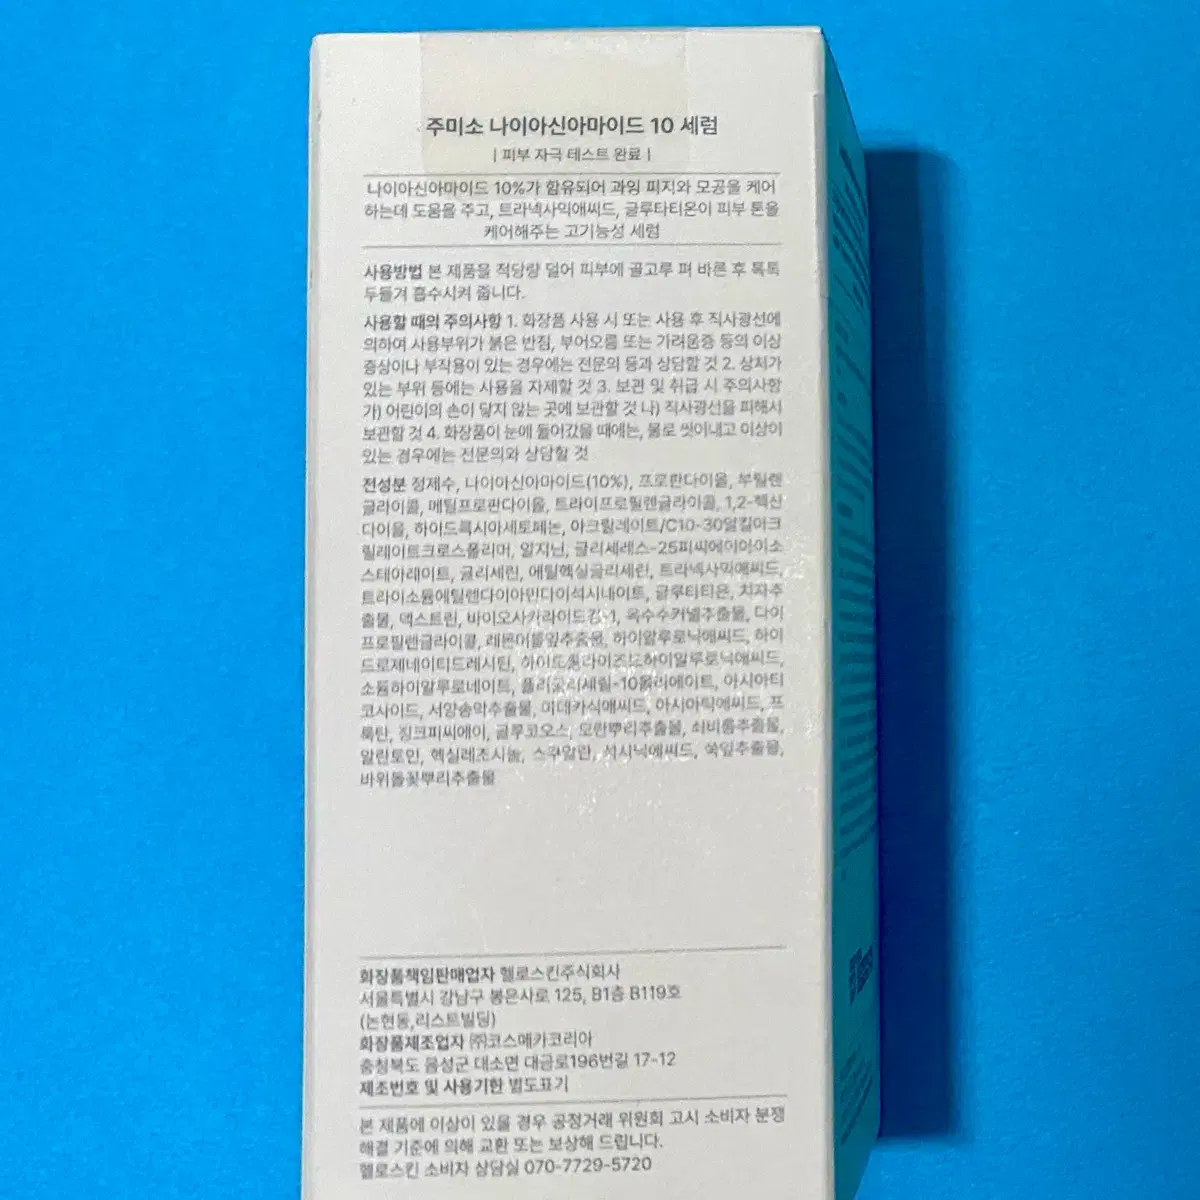 주미소 나이아신아마이드 10 세럼
| 피부 자극 테스트 완료 |
나이아신아마이드 10%가 함유되어 과잉 피지와 모공을 케어
하는데 도움을 주고, 트라넥사믹애씨드, 글루타티온이 피부 톤을
케어해주는 고기능성 세럼
사용방법 본 제품을 적당량 덜어 피부에 골고루 펴 바른 후 톡톡
두들겨 흡수시켜 줍니다.
사용할 때의 주의사항 1. 화장품 사용 시 또는 사용 후 직사광선에
의하여 사용부위가 붉은 반점, 부어오름 또는 가려움증 등의 이상
증상이나 부작용이 있는 경우에는 전문의 등과 상담할 것 2. 상처가
있는 부위 등에는 사용을 자제할 것 3. 보관 및 취급 시 주의사항
가) 어린이의 손이 닿지 않는 곳에 보관할 것 나) 직사광선을 피해서
보관할 것 4. 화장품이 눈에 들어갔을 때에는, 물로 씻어내고 이상이
있는 경우에는 전문의와 상담할 것
전성분 정제수, 나이아신아마이드(10%), 프로판다이올, 부틸렌
글라이콜, 메틸프로판다이올, 트라이프로필렌글라이콜, 1,2-헥산
다이올, 하이드록시아세토페논, 아크릴레이트/C10-30알킬아크
릴레이트크로스폴리머, 알지닌, 글리세레스-25피씨에이아이소
스테아레이트, 글리세린, 에틸헥실글리세린, 트라넥사믹애씨드,
트라이소듐에틸렌다이아민다이석시네이트, 글루타티온, 치자추
출물, 덱스트린, 바이오사카라이드검-1, 옥수수커넬추출물, 다이
프로필렌글라이콜, 레몬머틀잎추출물, 하이알루로닉애씨드, 하이
드로제네이티드레시틴, 하이드롤라이즈드하이알루로닉애씨드,
소듐하이알루로네이트, 폴리글리세릴-10올리에이트, 아시아티
코사이드, 서양송악추출물, 마데카식애씨드, 아시아틱애씨드, 프
룩탄, 징크피씨에이, 글루코오스, 모란뿌리추출물, 쇠비름추출물,
알란토인, 헥실레조시놀, 스쿠알란, 석시닉애씨드, 쑥잎추출물,
바위돌꽃뿌리추출물
화장품책임판매업자 헬로스킨주식회사
서울특별시 강남구 봉은사로 125, B1층 B119호
(논현동,리스트빌딩)
화장품제조업자 ㈜코스메카코리아
충청북도 음성군 대소면 대금로196번길 17-12
제조번호 및 사용기한 별도표기
본 제품에 이상이 있을 경우 공정거래 위원회 고시 소비자 분쟁
해결 기준에 의해 교환 또는 보상해 드립니다.
헬로스킨 소비자 상담실 070-7729-5720